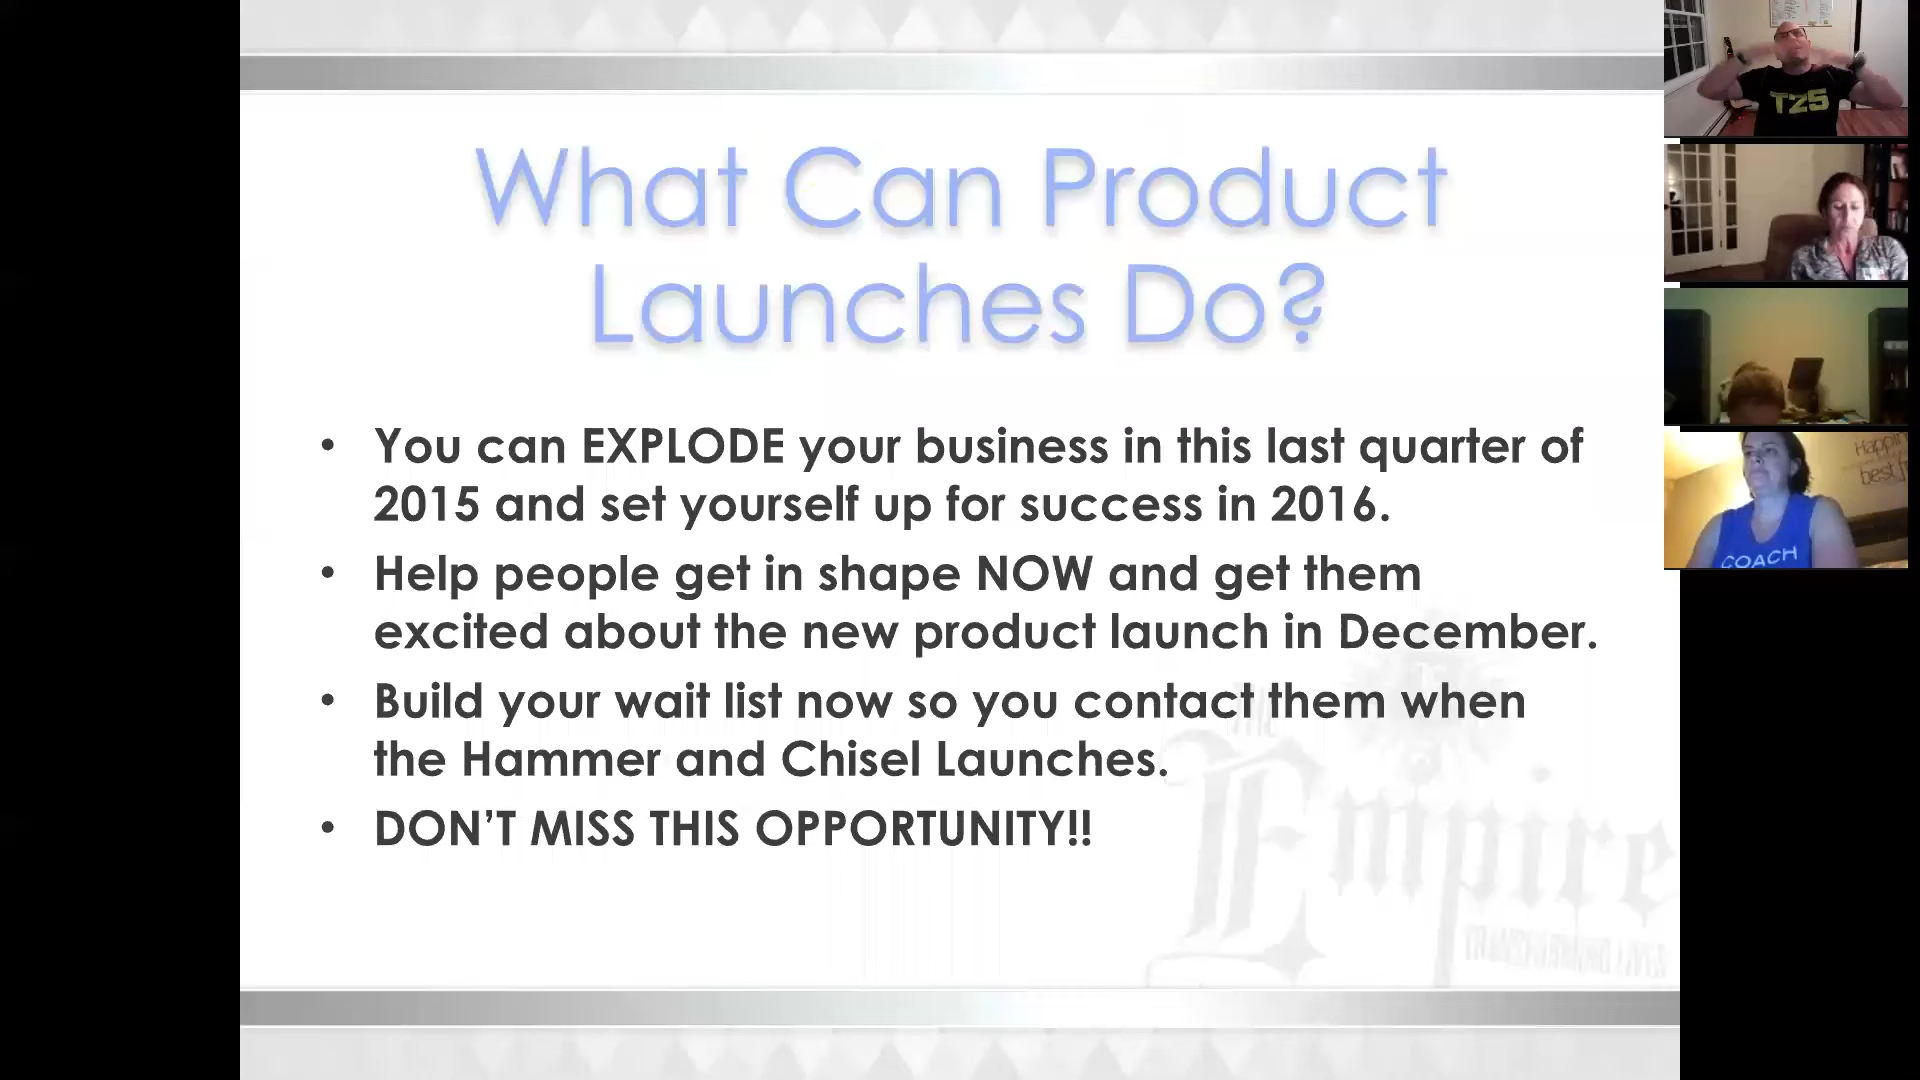 What Can Product
Launches Do?
• You can EXPLODE your business in this last quarter of
2015 and set yourself up for success in 2016.
• Help people get in shape NOW and get them
excited about the new product launch in December.
• Build your wait list now so you contact them when
the Hammer and Chisel Launches.
• DON’T MISS THIS OPPORTUNITY!!
THE
Empire
T25
COACH
best